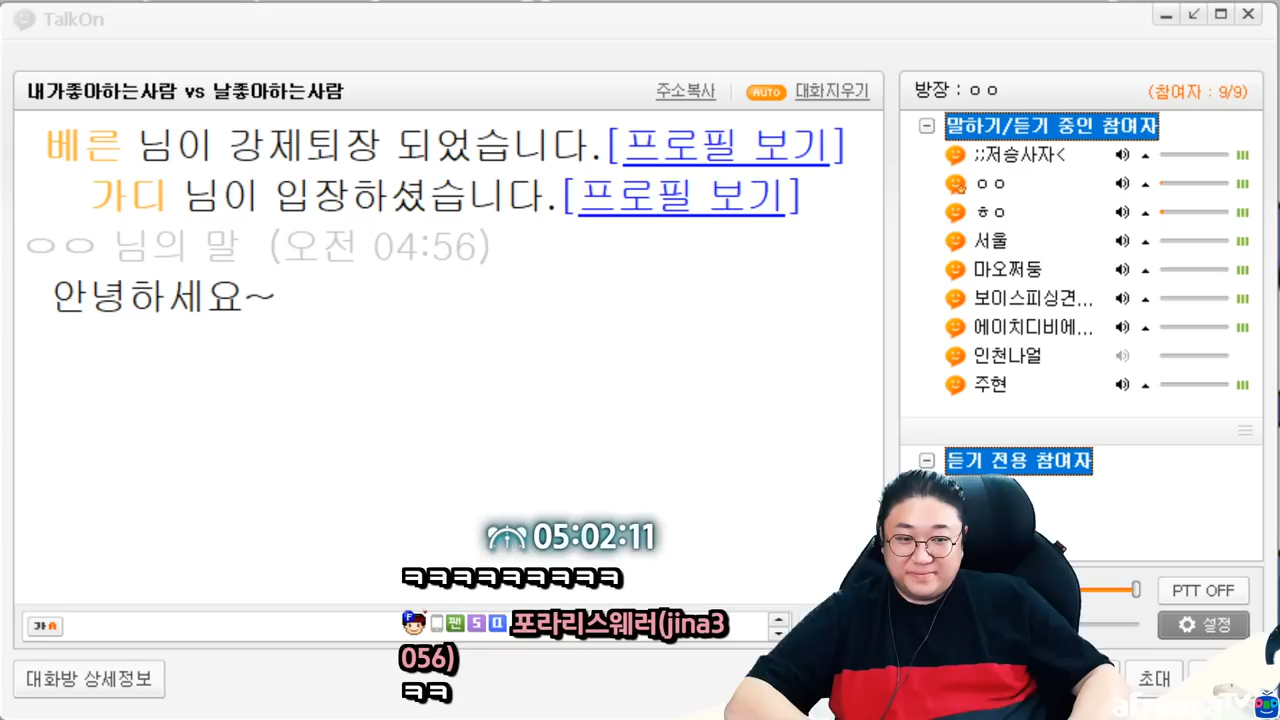 TalkOn
내가좋아하는사람 vs 날좋아하는사람
주소복사
AUTO
대화지우기
베른 님이 강제퇴장 되었습니다.[프로필 보기]
가디 님이 입장하셨습니다.[프로필 보기]
ㅇㅇ 님의 말 (오전 04:56)
안녕하세요~
방장 : ㅇㅇ
(참여자 : 9/9)
말하기/듣기 중인 참여자
;;저승사자<
ㅇㅇ
ㅎㅇ
서울
마오쩌둥
보이스피싱견...
에이치디비에...
인천나얼
주현
듣기 전용 참여자
05:02:11
ㅋㅋㅋㅋㅋㅋㅋㅋㅋ
팬 S
포라리스웨러(jina3
056)
ㅋㅋ
가A
대화방 상세정보
PTT OFF
설정
초대
afreecaTV